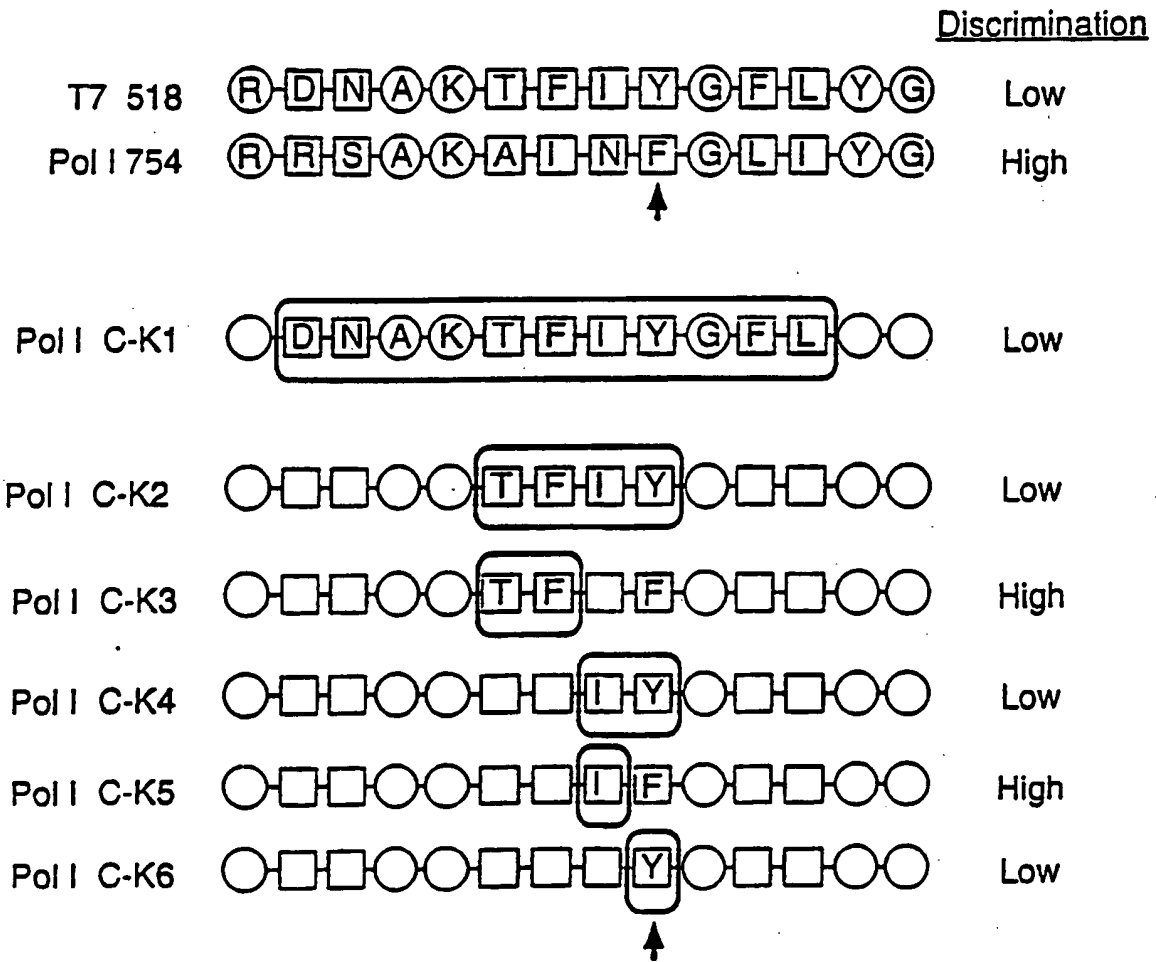 Discrimination
T7 518 R D N A K T F I Y G F L Y G Low
Pol I 754 R R S A K A I N F G L I Y G High
Pol I C-K1 D N A K T F I Y G F L Low
Pol I C-K2 T F I Y Low
Pol I C-K3 T F F High
Pol I C-K4 I Y Low
Pol I C-K5 I F High
Pol I C-K6 Y Low